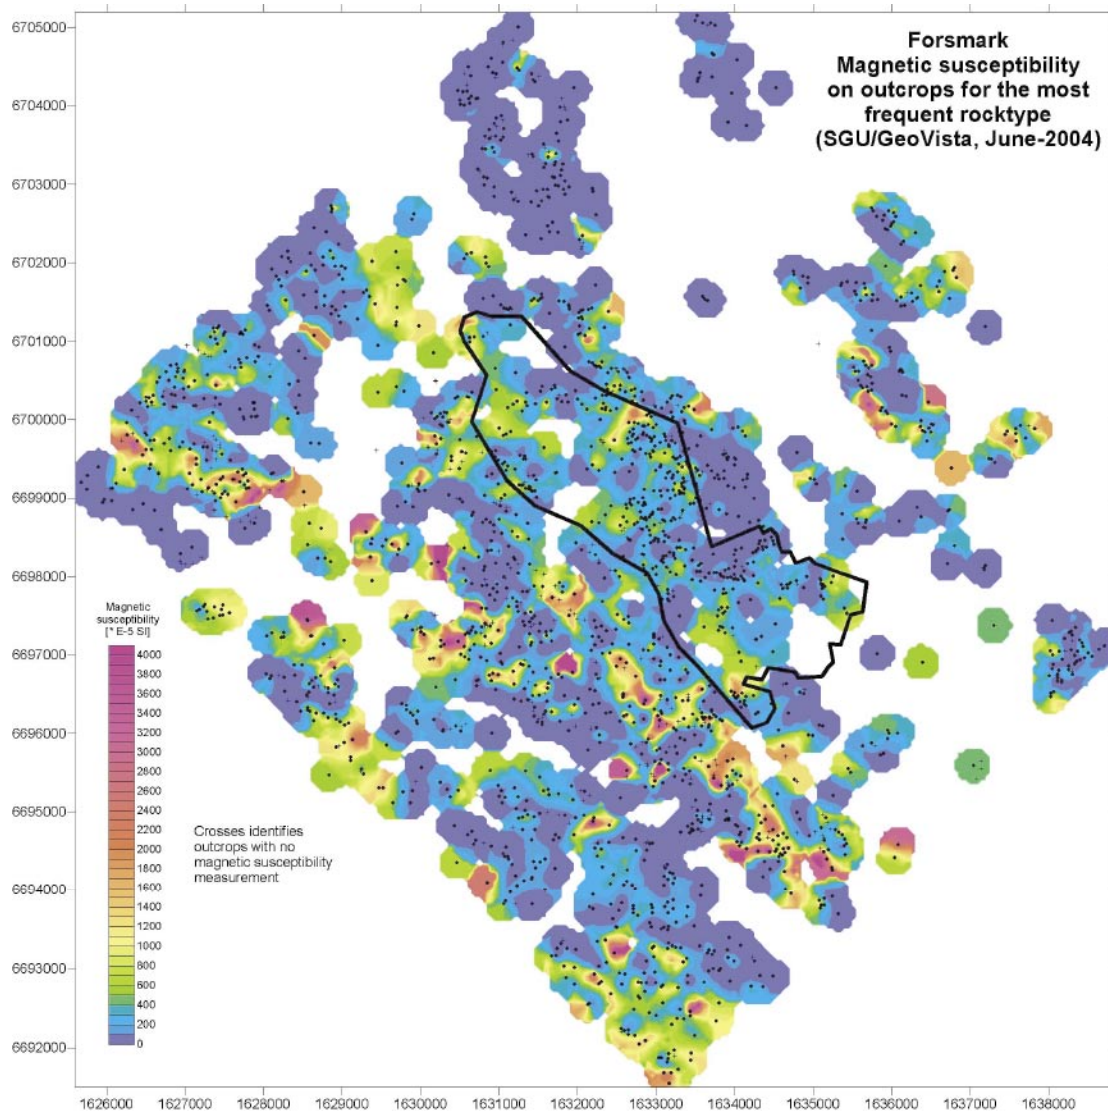 Forsmark
Magnetic susceptibility
on outcrops for the most
frequent rocktype
(SGU/GeoVista, June-2004)
6705000
6704000
6703000
6702000
6701000
6700000
6699000
6698000
6697000
6696000
6695000
6694000
6693000
6692000
Magnetic
susceptibility
[* E-5 SI]
4000
3800
3600
3400
3200
3000
2800
2600
2400
2200
2000
1800
1600
1400
1200
1000
800
600
400
200
0
Crosses identifies
outcrops with no
magnetic susceptibility
measurement
1626000 1627000 1628000 1629000 1630000 1631000 1632000 1633000 1634000 1635000 1636000 1637000 1638000